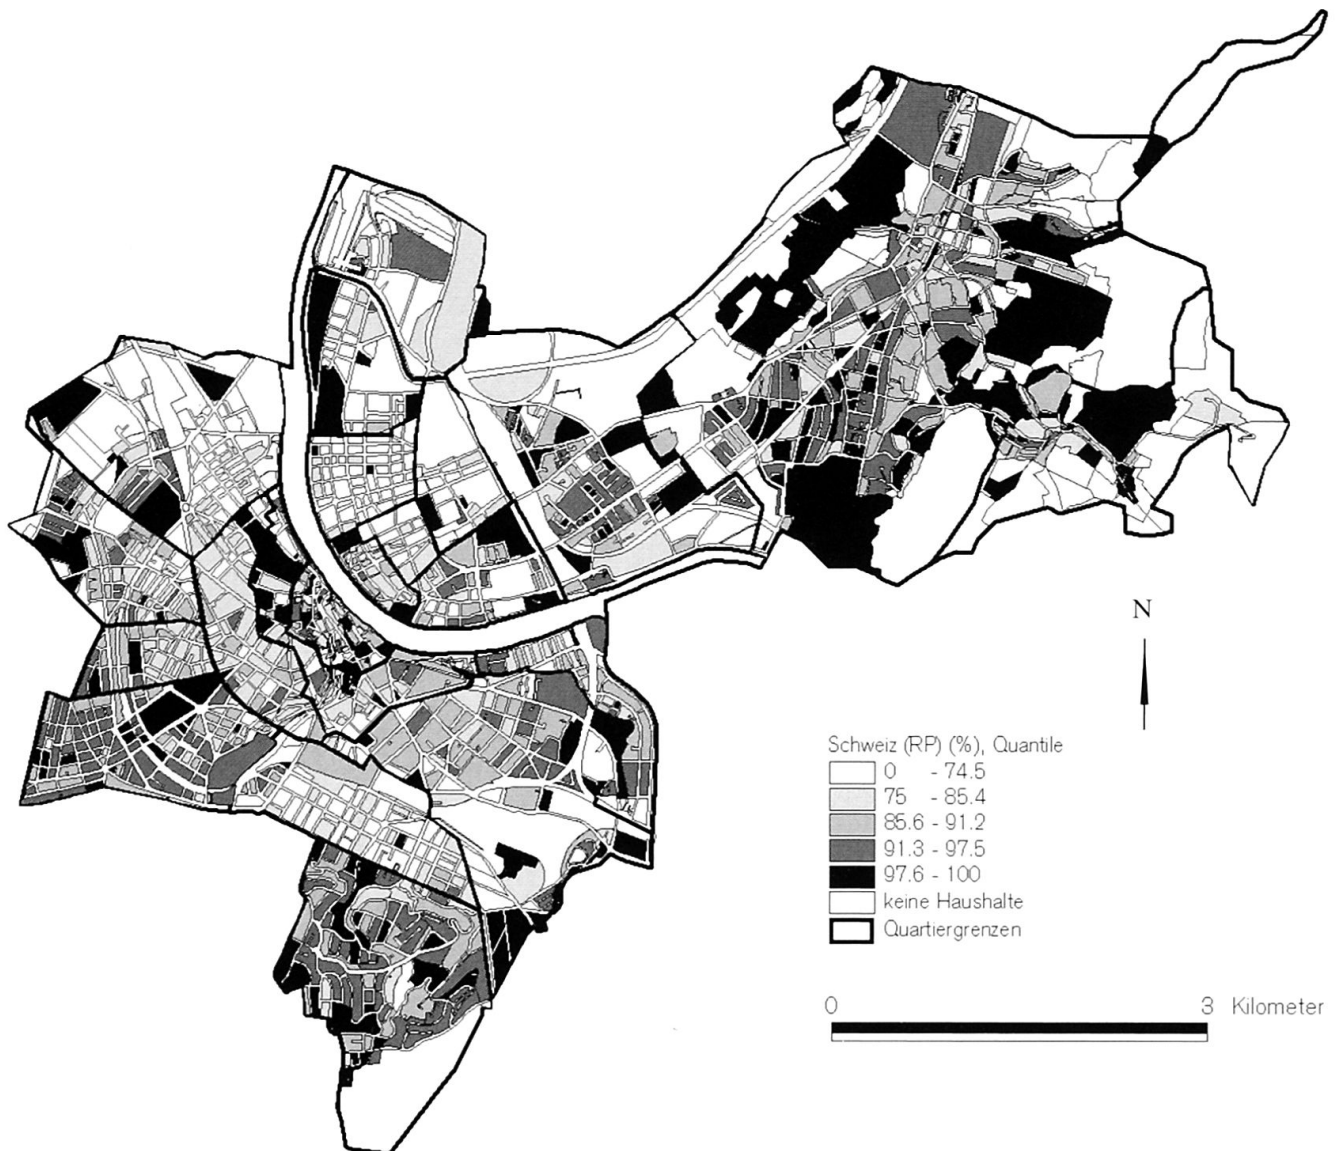 N
Schweiz (RP) (%), Quantile
0 - 74.5
75 - 85.4
85.6 - 91.2
91.3 - 97.5
97.6 - 100
keine Haushalte
Quartiergrenzen
0 3 Kilometer